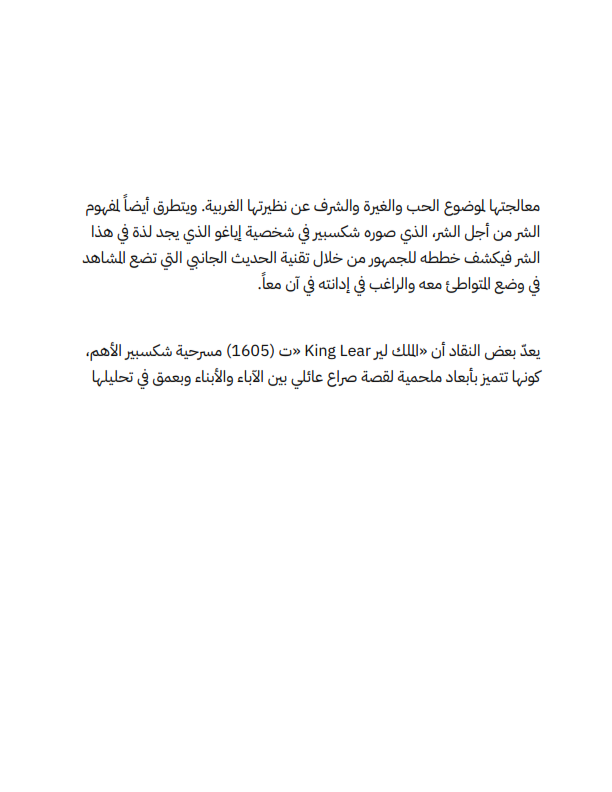 معالجتها لموضوع الحب والغيرة والشرف عن نظيرتها الغربية. ويتطرق أيضاً لمفهوم
الشر من أجل الشر، الذي صوره شكسبير في شخصية إياغو الذي يجد لذة في هذا
الشر فيكشف خططه للجمهور من خلال تقنية الحديث الجانبي التي تضع المشاهد
في وضع المتواطئ معه والراغب في إدانته في آن معاً.
يعدّ بعض النقاد أن «الملك لير King Lear «ت (1605) مسرحية شكسبير الأهم،
كونها تتميز بأبعاد ملحمية لقصة صراع عائلي بين الآباء والأبناء وبعمق في تحليلها